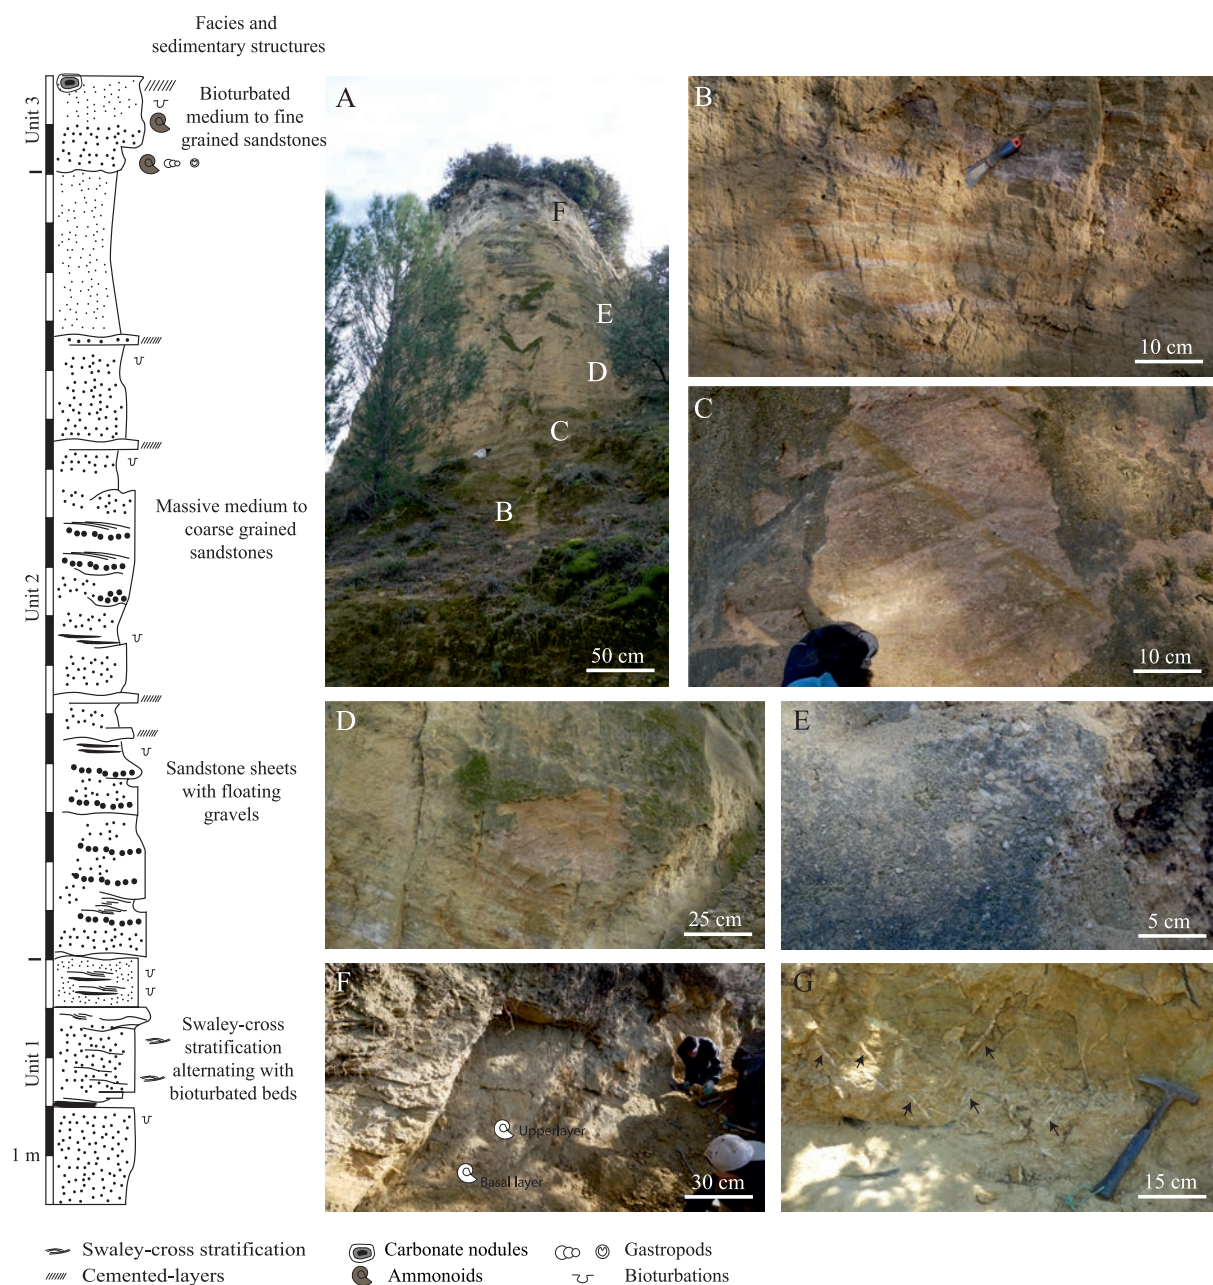 Facies and
sedimentary structures
Unit 3
Bioturbated
medium to fine
grained sandstones
Massive medium to
coarse grained
sandstones
Unit 2
Sandstone sheets
with floating
gravels
Unit 1
Swaley-cross
stratification
alternating with
bioturbated beds
1 m
A
F
E
D
C
B
50 cm
B
10 cm
C
10 cm
D
25 cm
E
5 cm
F
Upperlayer
Basal layer
30 cm
G
15 cm
Swaley-cross stratification
Cemented-layers
Carbonate nodules
Ammonoids
Gastropods
Bioturbations